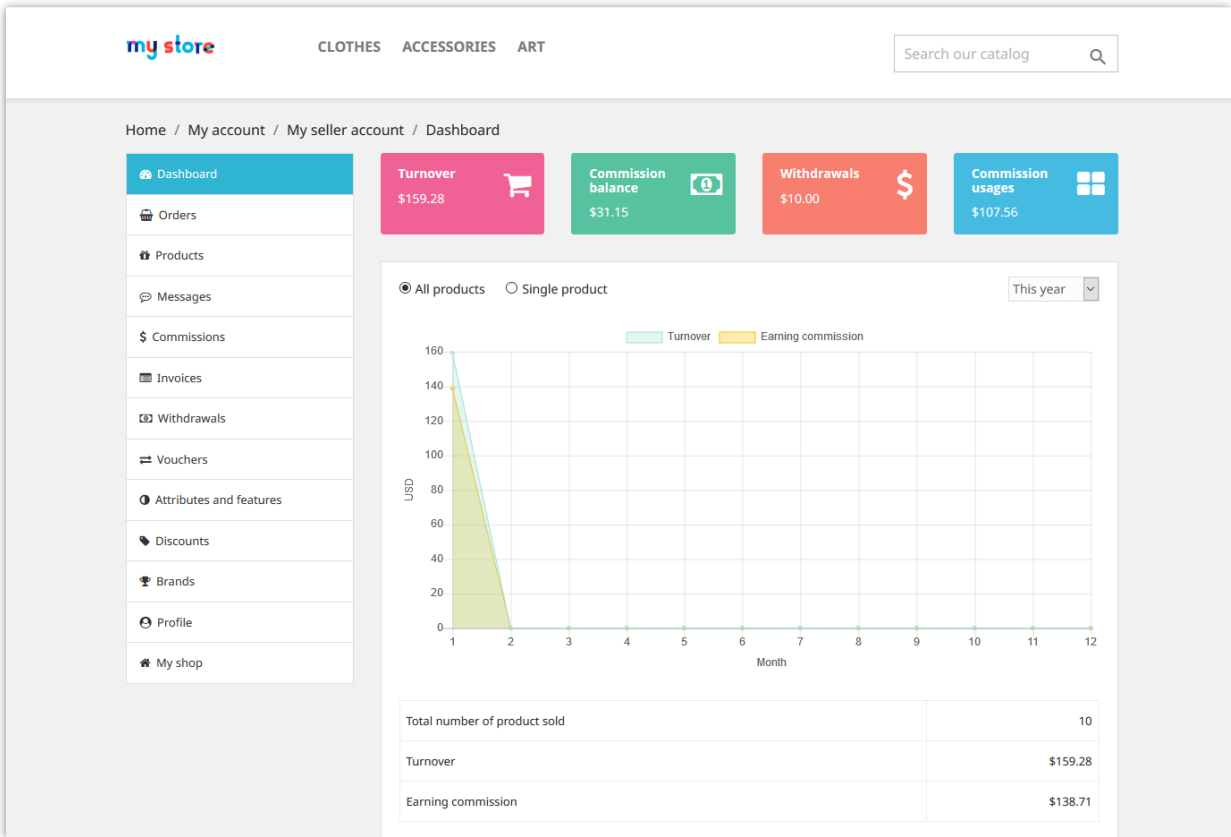 my store
CLOTHES ACCESSORIES ART
Search our catalog
Home / My account / My seller account / Dashboard
Dashboard
Orders
Products
Messages
Commissions
Invoices
Withdrawals
Vouchers
Attributes and features
Discounts
Brands
Profile
My shop
Turnover
$159.28
Commission
balance
$31.15
Withdrawals
$10.00
Commission
usages
$107.56
All products Single product
This year
Turnover Earning commission
160
140
120
100
80
60
40
20
0
USD
1 2 3 4 5 6 7 8 9 10 11 12
Month
Total number of product sold 10
Turnover $159.28
Earning commission $138.71